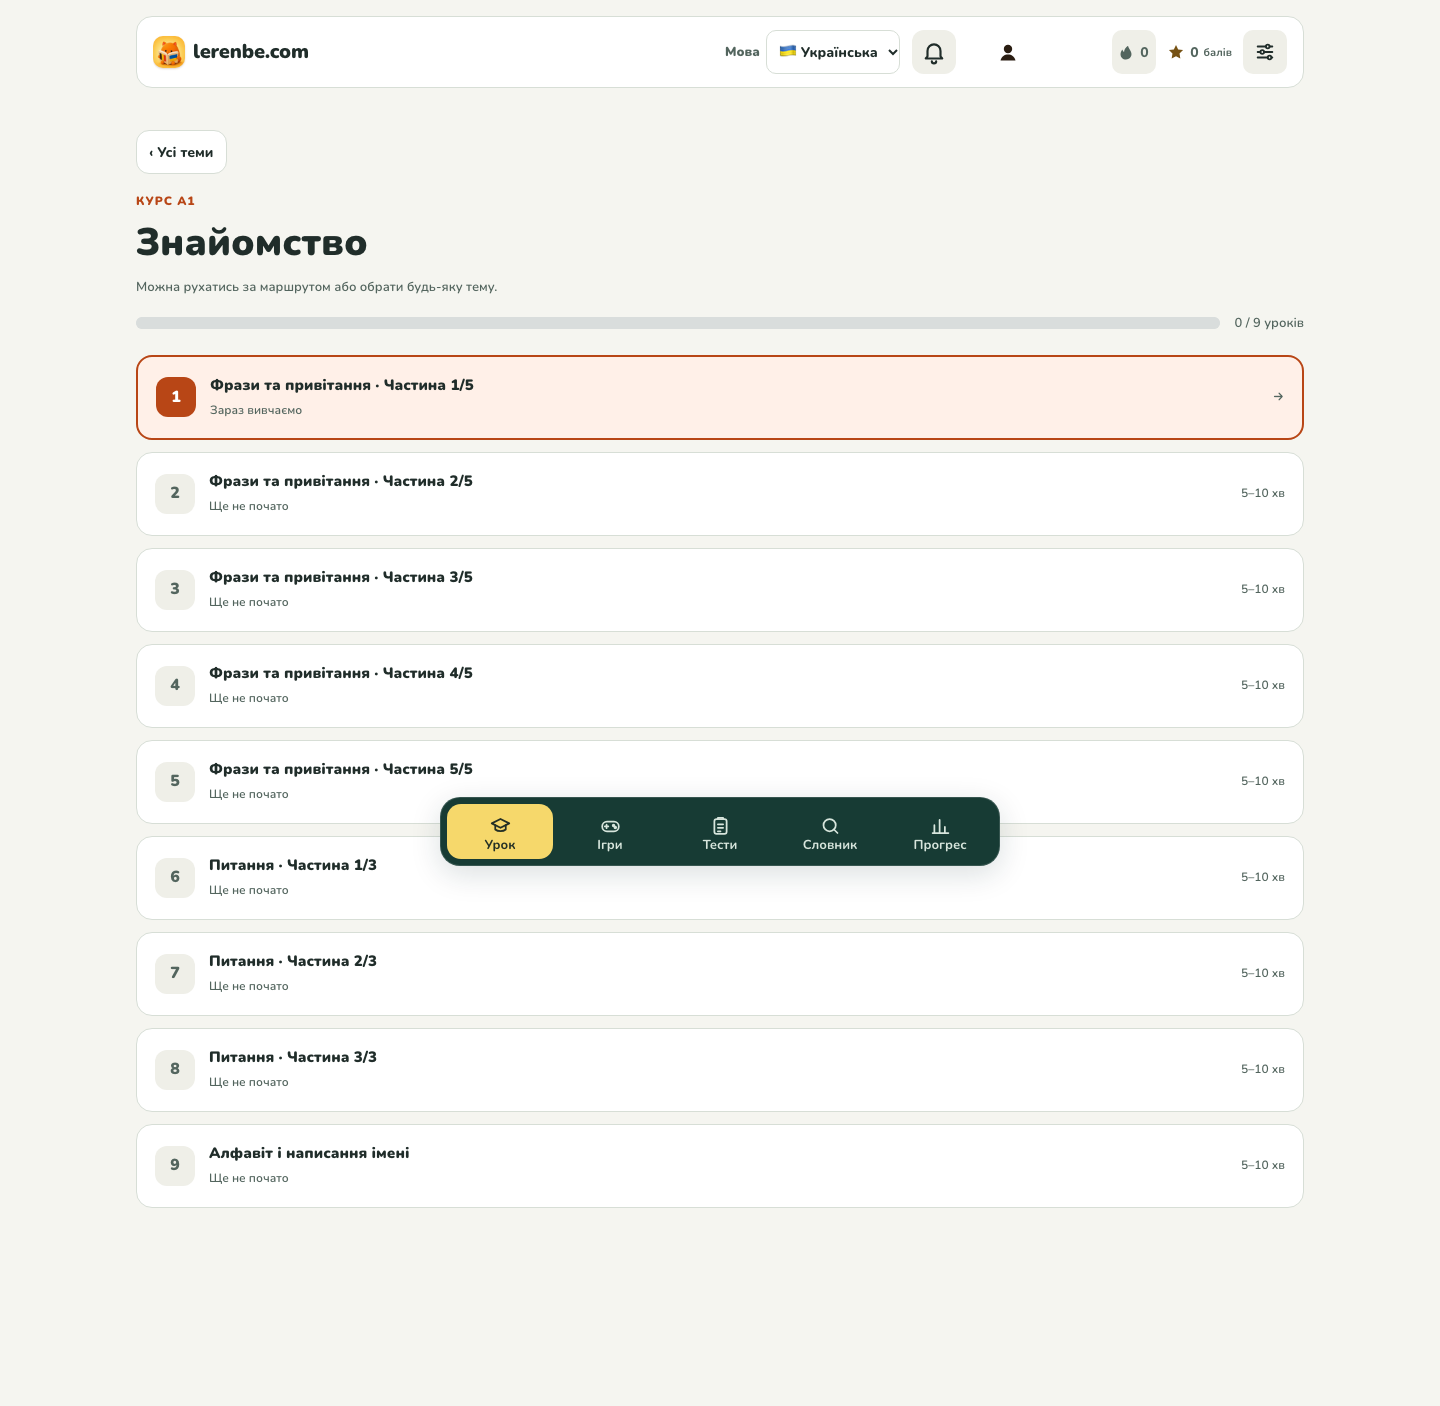 lerenbe.com
Мова
Українська
0
0 балів
‹ Усі теми
КУРС A1
Знайомство
Можна рухатись за маршрутом або обрати будь-яку тему.
0 / 9 уроків
1
Фрази та привітання · Частина 1/5
Зараз вивчаємо
→
2
Фрази та привітання · Частина 2/5
Ще не почато
5–10 хв
3
Фрази та привітання · Частина 3/5
Ще не почато
5–10 хв
4
Фрази та привітання · Частина 4/5
Ще не почато
5–10 хв
5
Фрази та привітання · Частина 5/5
Ще не почато
5–10 хв
Урок
Ігри
Тести
Словник
Прогрес
6
Питання · Частина 1/3
Ще не почато
5–10 хв
7
Питання · Частина 2/3
Ще не почато
5–10 хв
8
Питання · Частина 3/3
Ще не почато
5–10 хв
9
Алфавіт і написання імені
Ще не почато
5–10 хв